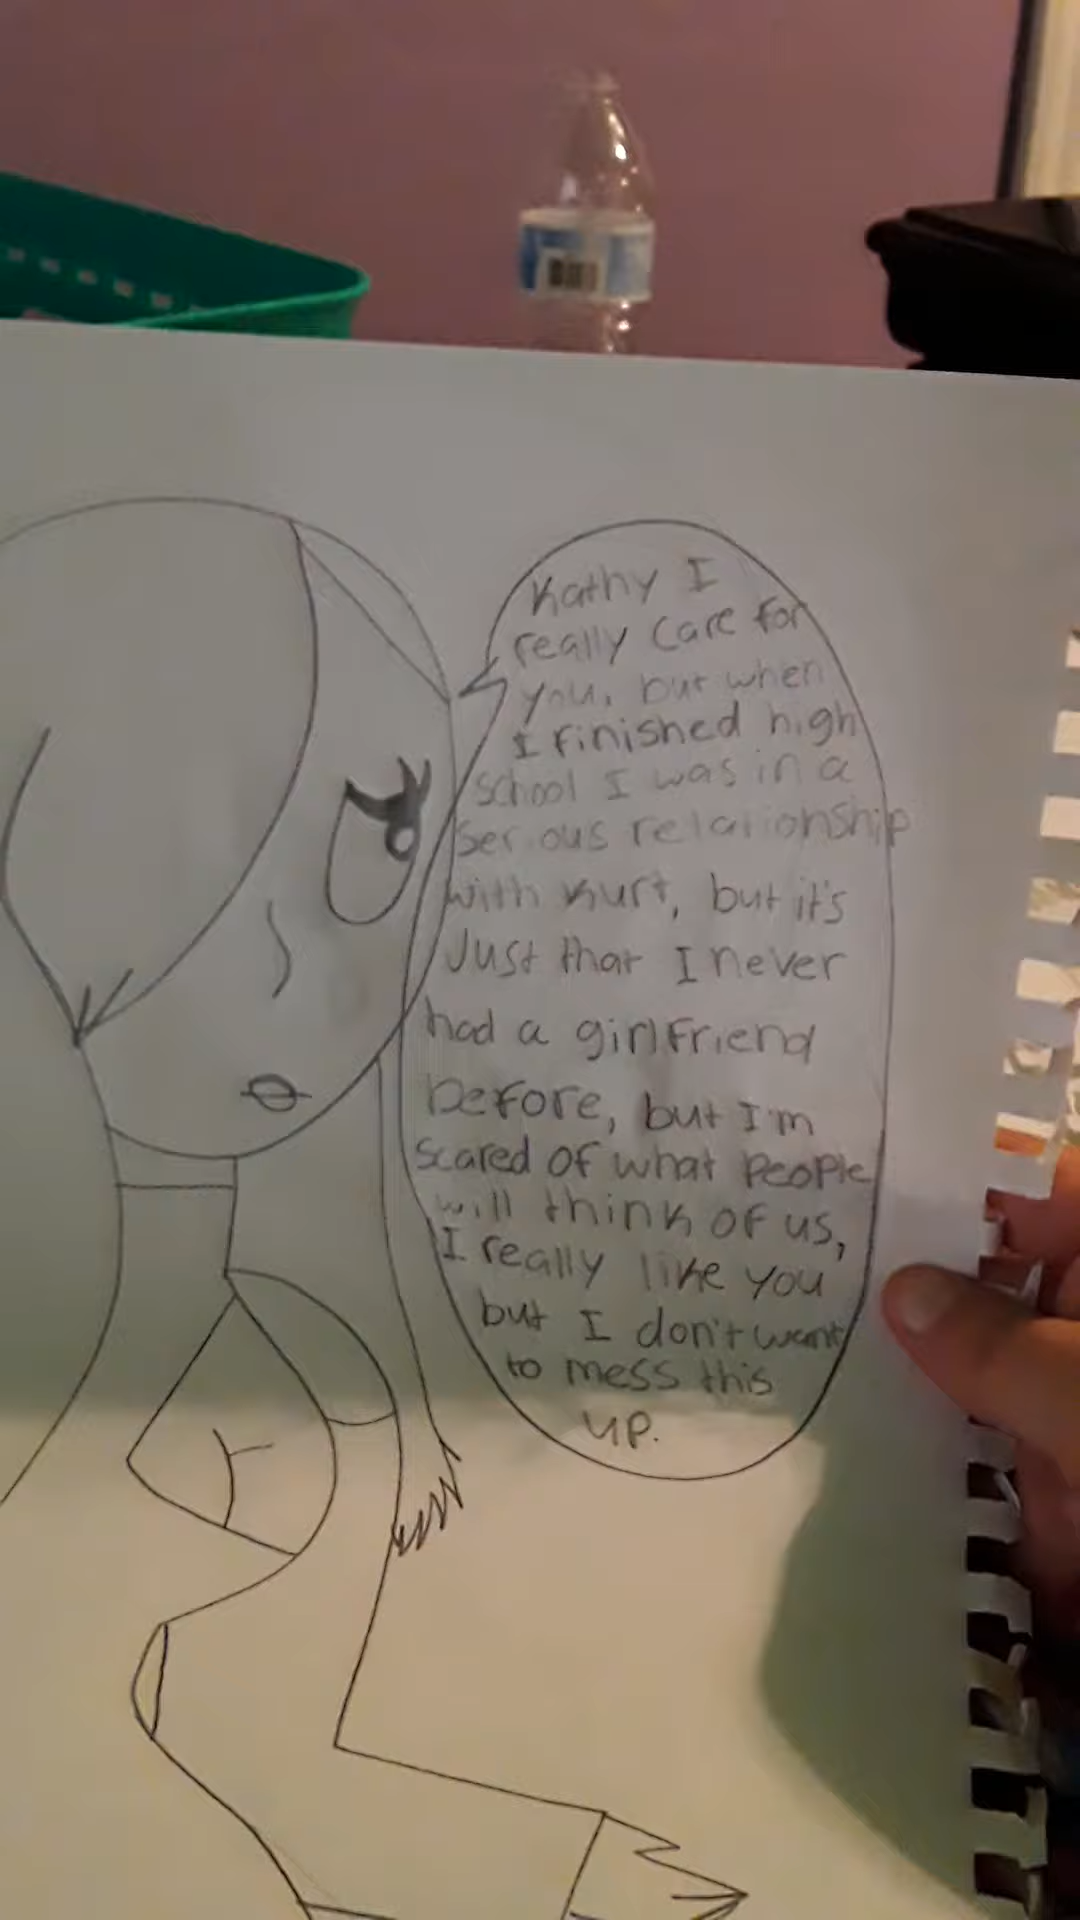 Kathy I
really care for
you, but when
I finished high
school I was in a
serious relationship
with Kurt, but it's
Just that I never
had a girlfriend
before, but I'm
scared of what people
will think of us,
I really like you
but I don't want
to mess this
up.